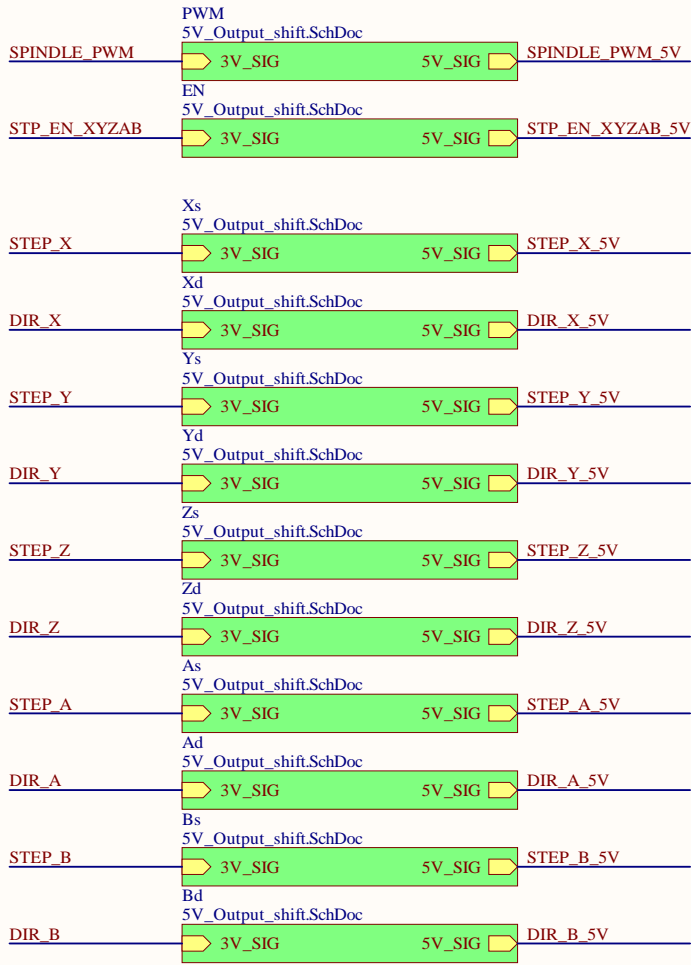 PWM
5V_Output_shift.SchDoc
SPINDLE_PWM 3V_SIG 5V_SIG SPINDLE_PWM_5V
EN
5V_Output_shift.SchDoc
STP_EN_XYZAB 3V_SIG 5V_SIG STP_EN_XYZAB_5V
Xs
5V_Output_shift.SchDoc
STEP_X 3V_SIG 5V_SIG STEP_X_5V
Xd
5V_Output_shift.SchDoc
DIR_X 3V_SIG 5V_SIG DIR_X_5V
Ys
5V_Output_shift.SchDoc
STEP_Y 3V_SIG 5V_SIG STEP_Y_5V
Yd
5V_Output_shift.SchDoc
DIR_Y 3V_SIG 5V_SIG DIR_Y_5V
Zs
5V_Output_shift.SchDoc
STEP_Z 3V_SIG 5V_SIG STEP_Z_5V
Zd
5V_Output_shift.SchDoc
DIR_Z 3V_SIG 5V_SIG DIR_Z_5V
As
5V_Output_shift.SchDoc
STEP_A 3V_SIG 5V_SIG STEP_A_5V
Ad
5V_Output_shift.SchDoc
DIR_A 3V_SIG 5V_SIG DIR_A_5V
Bs
5V_Output_shift.SchDoc
STEP_B 3V_SIG 5V_SIG STEP_B_5V
Bd
5V_Output_shift.SchDoc
DIR_B 3V_SIG 5V_SIG DIR_B_5V